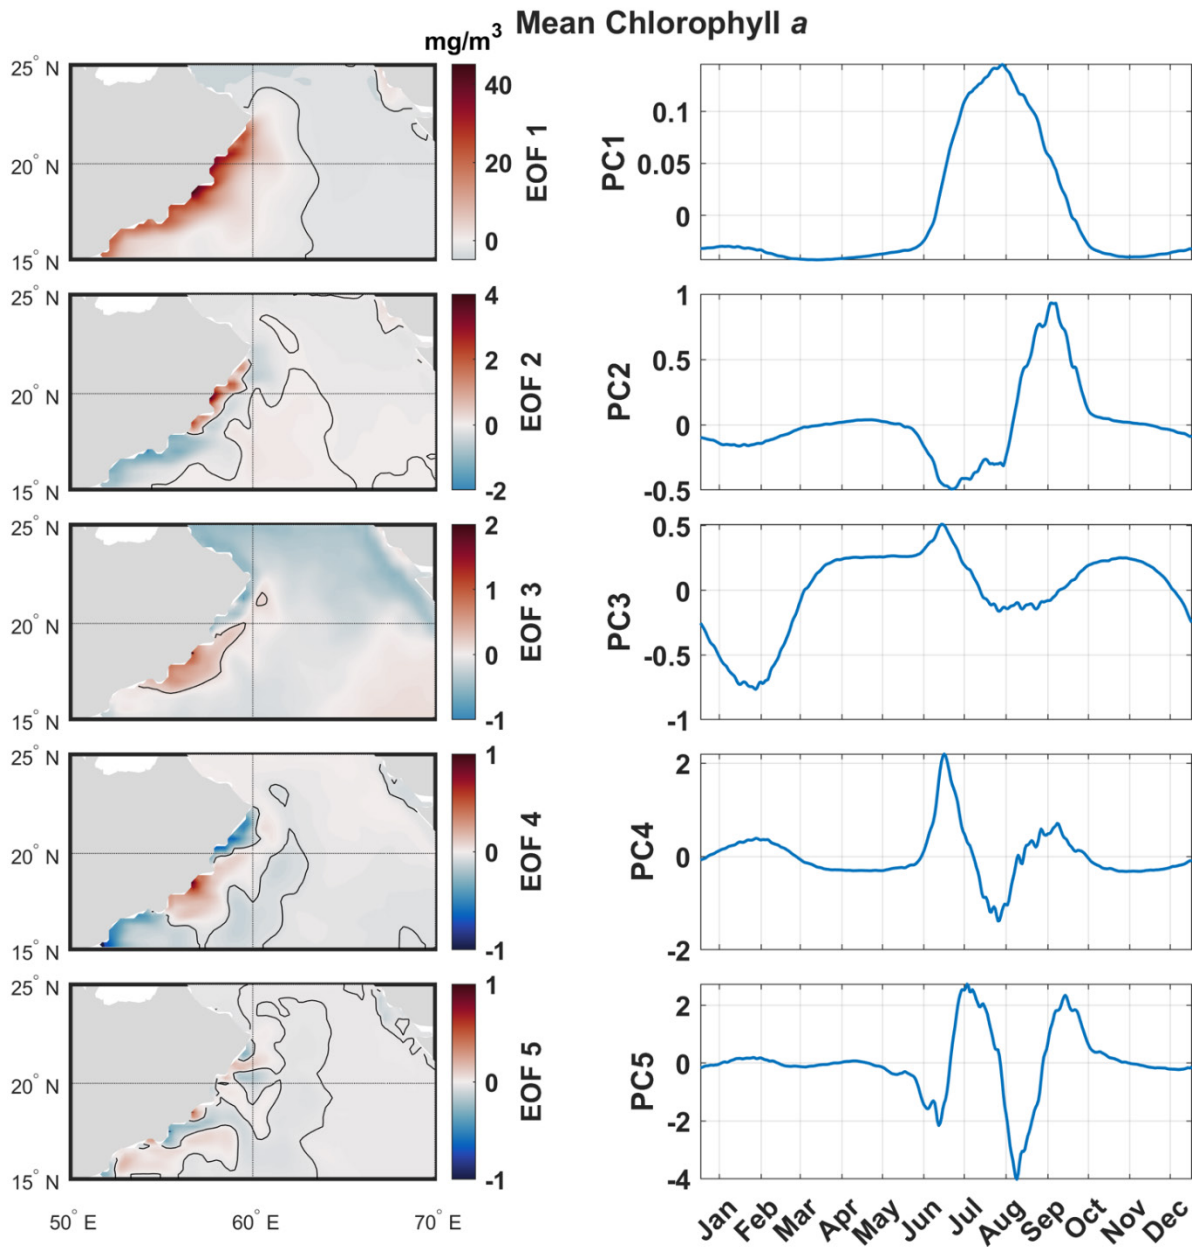 Mean Chlorophyll a
mg/m³
25° N
20° N
15° N
40
20
0
EOF 1
PC1
0.1
0.05
0
25° N
20° N
15° N
4
2
0
-2
EOF 2
PC2
1
0.5
0
-0.5
25° N
20° N
15° N
2
1
0
-1
EOF 3
PC3
0.5
0
-0.5
-1
25° N
20° N
15° N
1
0
-1
EOF 4
PC4
2
0
-2
25° N
20° N
15° N
1
0
-1
EOF 5
PC5
2
0
-2
-4
50° E 60° E 70° E
Jan Feb Mar Apr May Jun Jul Aug Sep Oct Nov Dec